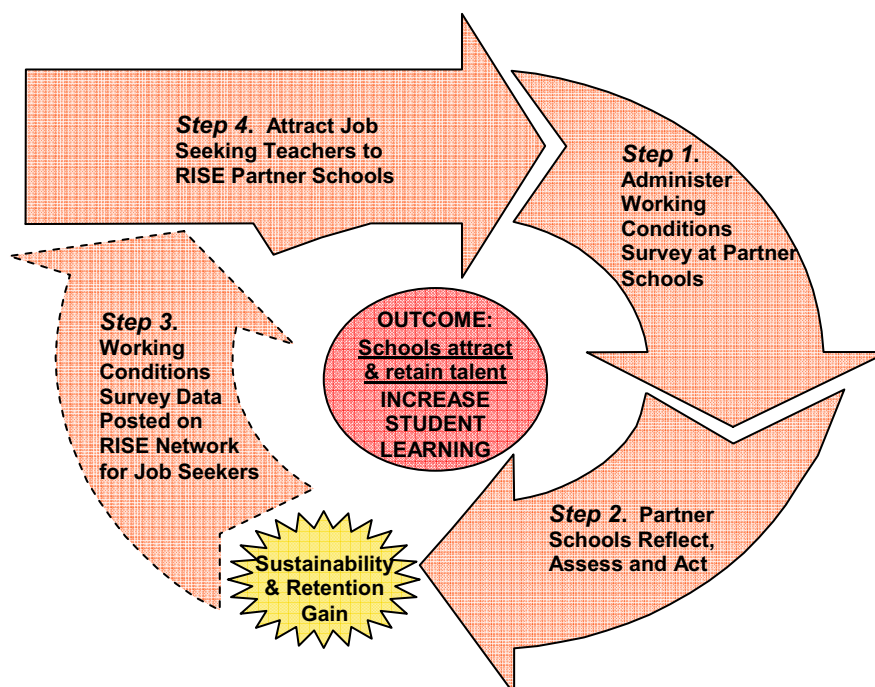 Step 4. Attract Job
Seeking Teachers to
RISE Partner Schools
Step 1.
Administer
Working
Conditions
Survey at Partner
Schools
OUTCOME:
Schools attract
& retain talent
INCREASE
STUDENT
LEARNING
Step 3.
Working
Conditions
Survey Data
Posted on
RISE Network
for Job Seekers
Step 2. Partner
Schools Reflect,
Assess and Act
Sustainability
& Retention
Gain